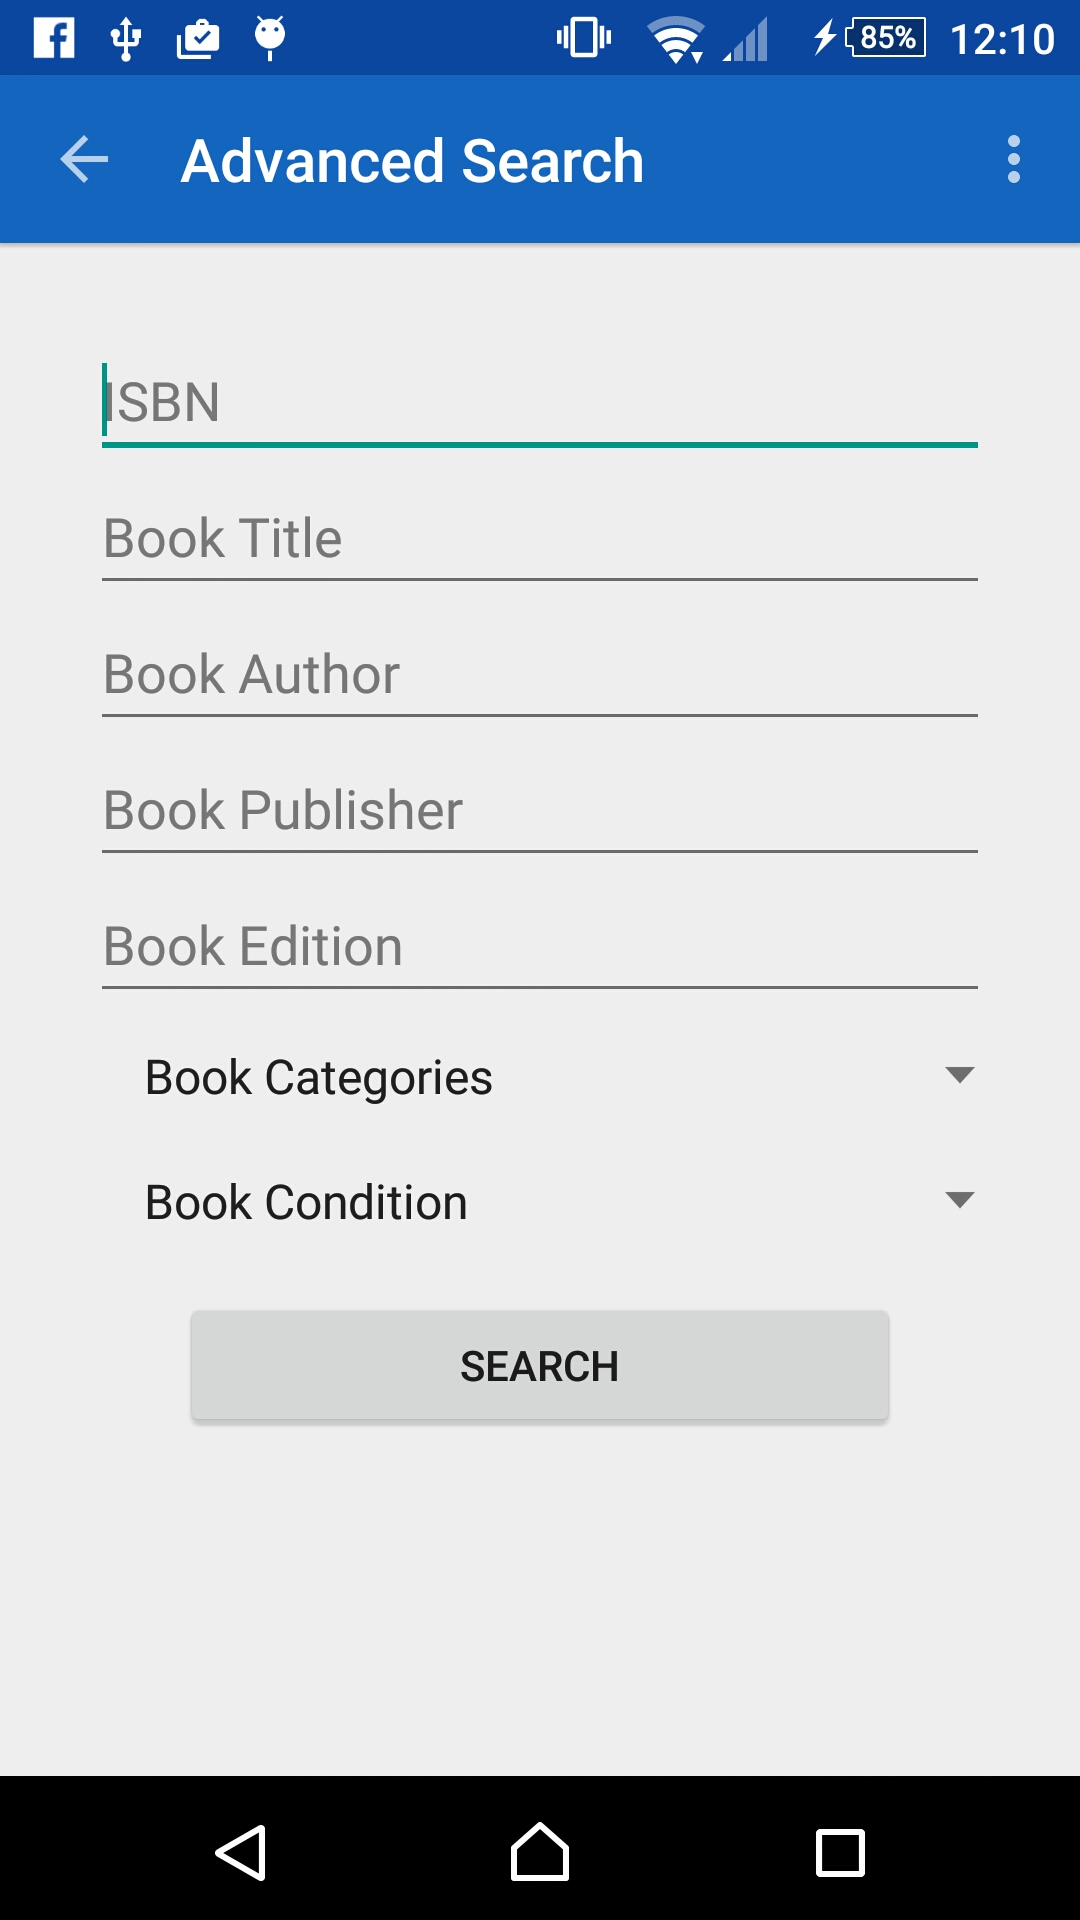 85% 12:10
Advanced Search
ISBN
Book Title
Book Author
Book Publisher
Book Edition
Book Categories
Book Condition
SEARCH